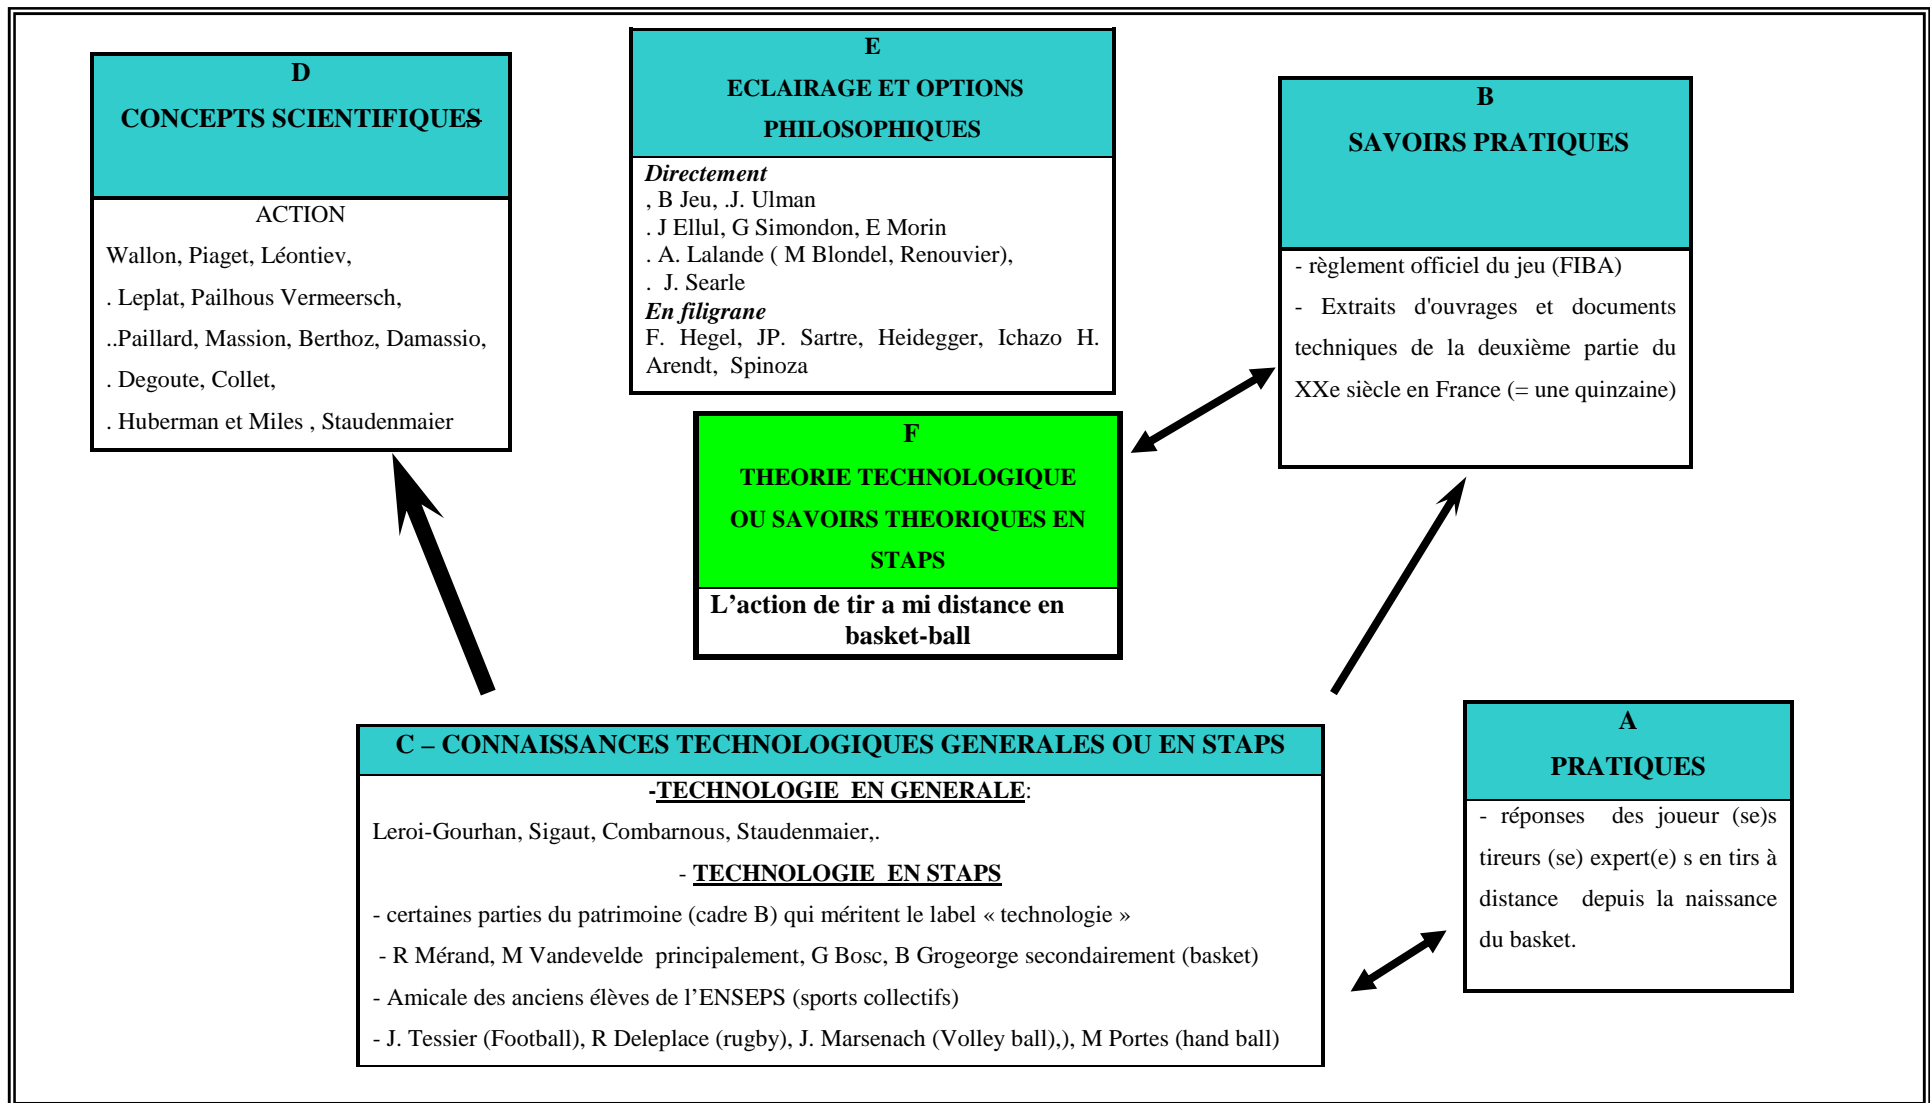 D
CONCEPTS SCIENTIFIQUES
ACTION
Wallon, Piaget, Léontiev,
. Leplat, Pailhous Vermeersch,
..Paillard, Massion, Berthoz, Damassio,
. Degoute, Collet,
. Huberman et Miles , Staudenmaier
E
ECLAIRAGE ET OPTIONS
PHILOSOPHIQUES
Directement
, B Jeu, .J. Ulman
. J Ellul, G Simondon, E Morin
. A. Lalande ( M Blondel, Renouvier),
. J. Searle
En filigrane
F. Hegel, JP. Sartre, Heidegger, Ichazo H.
Arendt, Spinoza
B
SAVOIRS PRATIQUES
- règlement officiel du jeu (FIBA)
- Extraits d'ouvrages et documents
techniques de la deuxième partie du
XXe siècle en France (= une quinzaine)
F
THEORIE TECHNOLOGIQUE
OU SAVOIRS THEORIQUES EN
STAPS
L’action de tir a mi distance en
basket-ball
C – CONNAISSANCES TECHNOLOGIQUES GENERALES OU EN STAPS
-TECHNOLOGIE EN GENERALE:
Leroi-Gourhan, Sigaut, Combarnous, Staudenmaier,.
- TECHNOLOGIE EN STAPS
- certaines parties du patrimoine (cadre B) qui méritent le label « technologie »
- R Mérand, M Vandevelde principalement, G Bosc, B Grogeorge secondairement (basket)
- Amicale des anciens élèves de l’ENSEPS (sports collectifs)
- J. Tessier (Football), R Deleplace (rugby), J. Marsenach (Volley ball),), M Portes (hand ball)
A
PRATIQUES
- réponses des joueur (se)s
tireurs (se) expert(e) s en tirs à
distance depuis la naissance
du basket.